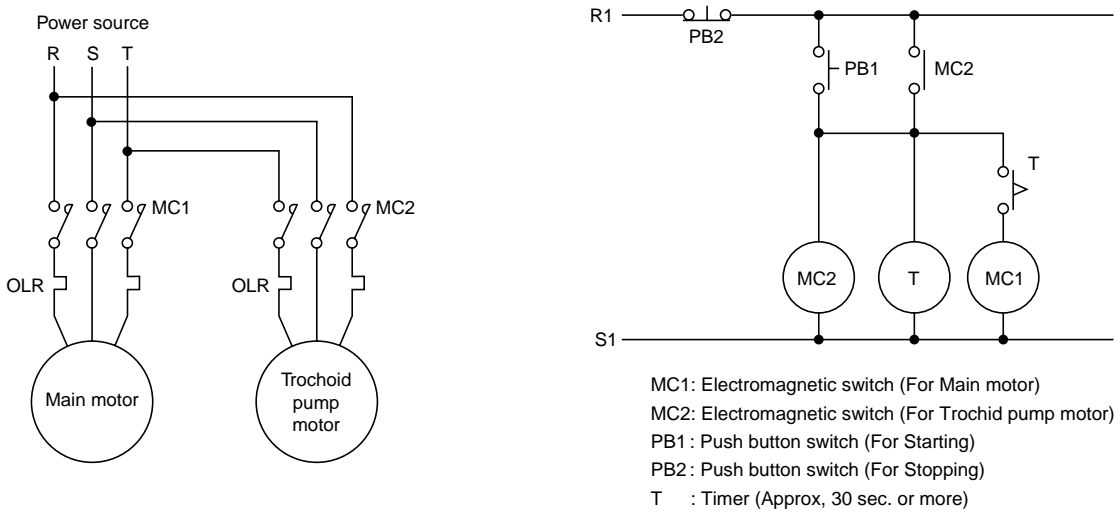 Power source
R S T
MC1
MC2
OLR
OLR
Main motor
Trochoid
pump
motor
R1
PB2
PB1
MC2
T
MC2
T
MC1
S1
MC1: Electromagnetic switch (For Main motor)
MC2: Electromagnetic switch (For Trochid pump motor)
PB1 : Push button switch (For Starting)
PB2 : Push button switch (For Stopping)
T : Timer (Approx, 30 sec. or more)